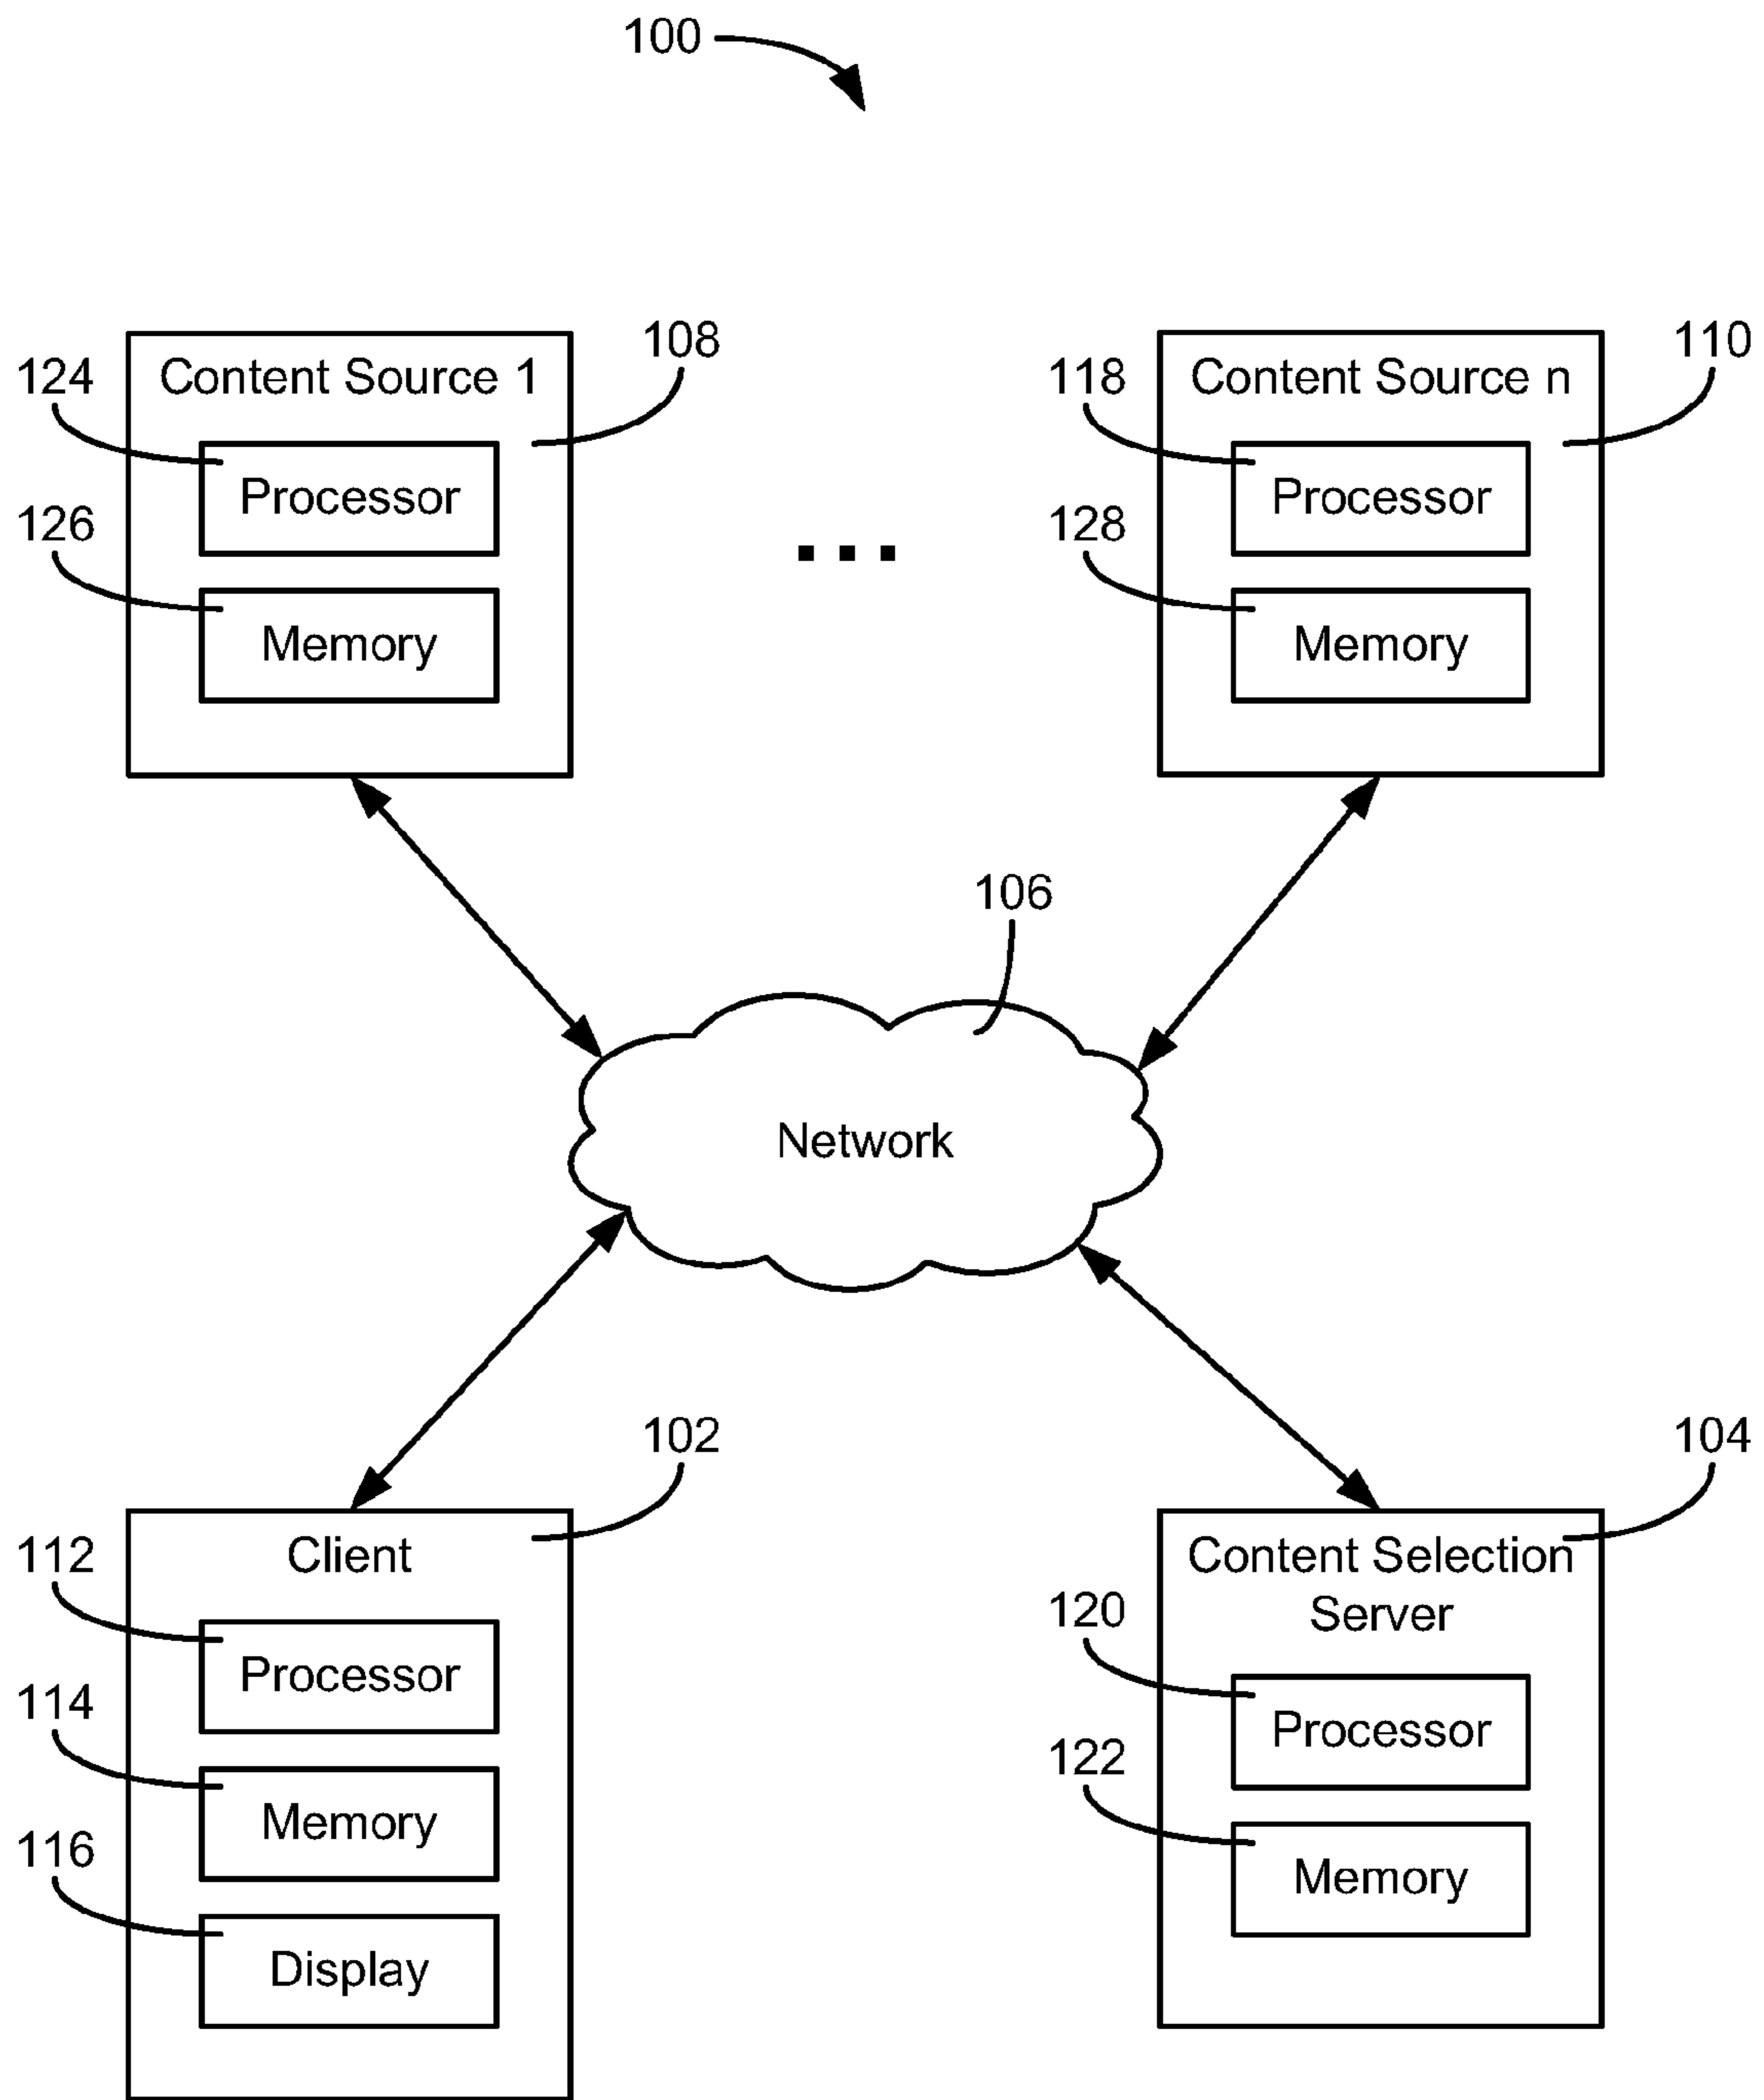 100
108
110
124
Content Source 1
118
Content Source n
Processor
Processor
126
128
Memory
Memory
106
Network
102
104
112
Client
Content Selection
Server
120
Processor
Processor
114
122
Memory
Memory
116
Display